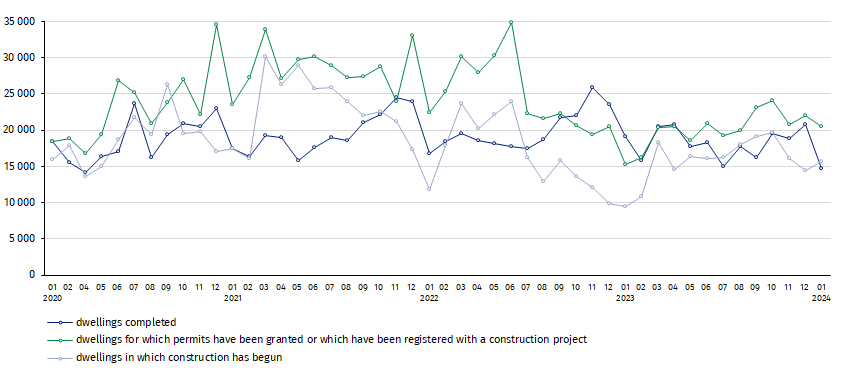 35 000
30 000
25 000
20 000
15 000
10 000
5 000
0
01 02 04 05 06 07 08 09 10 11 12 01 02 03 04 05 06 07 08 09 10 11 12 01 02 03 04 05 06 07 08 09 10 11 12 01 02 03 04 05 06 07 08 09 10 11 12 01
2020 2021 2022 2023 2024
dwellings completed
dwellings for which permits have been granted or which have been registered with a construction project
dwellings in which construction has begun